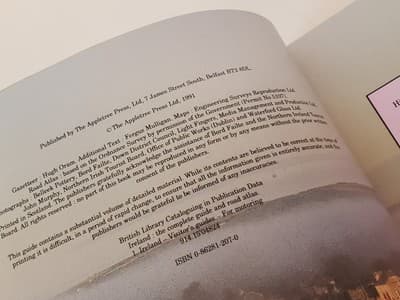 Published by The Appletree Press, Ltd, 7 James Street South, Belfast BT2 8DL.
© The Appletree Press, Ltd, 1991
Gazetteer : Hugh Oram. Additional Text : Fergus Mulligan. Maps : Engineering Surveys Reproduction Ltd.
Road Atlas : based on the Ordnance Survey by permission of the Government (Permit No 5197).
Photographs : Slidefile, Bord Failte, Down District Council, Light Fingers, Media Management and Production Ltd,
John Murphy, Northern Irish Tourist Board, Office of Public Works (Dublin) and Waterford Glass Ltd.
Printed in Scotland. The publishers gratefully acknowledge the assistance of Bord Failte and the Northern Ireland Tourist
Board. All rights reserved : no part of this book may be reproduced in any form or by any means without the prior written
consent of the publishers.
This guide contains a substantial volume of detailed material. While its contents are believed to be correct at the time of
printing it is difficult, in a period of rapid change, to ensure that all the information given is entirely accurate, and the
publishers would be grateful to be informed of any inaccuracies.
British Library Cataloguing in Publication Data
Ireland : the complete guide and road atlas.
1. Ireland – Visitor's guides – For motoring
914.15'04824
ISBN 0-86281-207-0
H